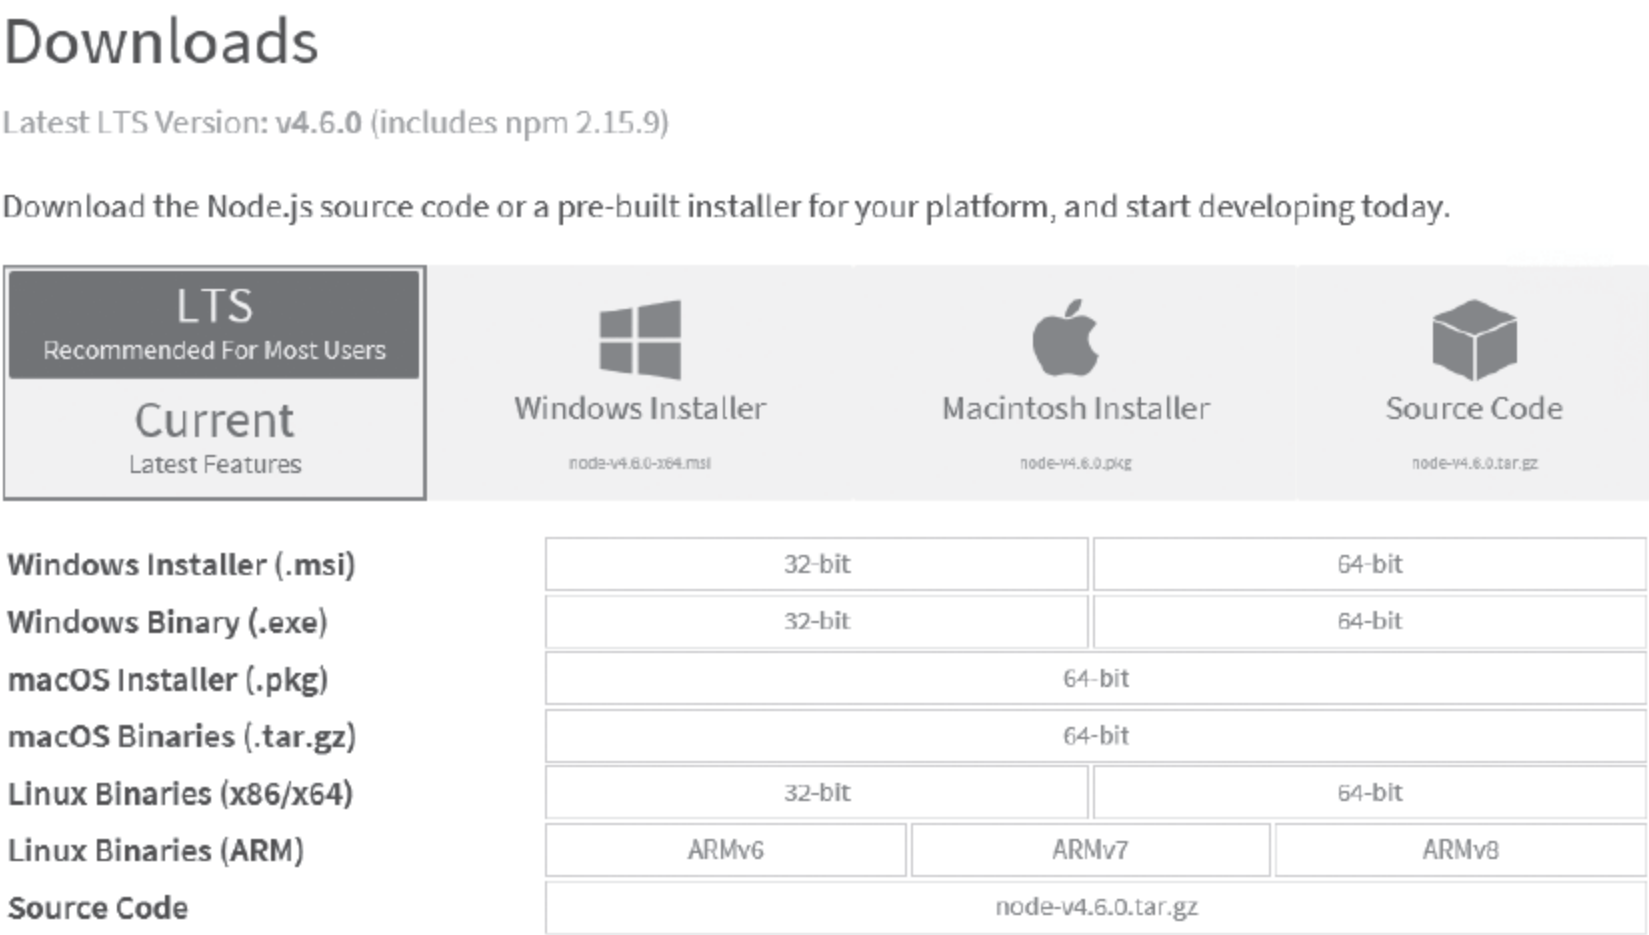 Downloads
Latest LTS Version: v4.6.0 (includes npm 2.15.9)
Download the Node.js source code or a pre-built installer for your platform, and start developing today.
LTS
Recommended For Most Users
Current
Latest Features
Windows Installer
node-v4.6.0-x64.msi
Macintosh Installer
node-v4.6.0.pkg
Source Code
node-v4.6.0.tar.gz
Windows Installer (.msi) 32-bit 64-bit
Windows Binary (.exe) 32-bit 64-bit
macOS Installer (.pkg) 64-bit
macOS Binaries (.tar.gz) 64-bit
Linux Binaries (x86/x64) 32-bit 64-bit
Linux Binaries (ARM) ARMv6 ARMv7 ARMv8
Source Code node-v4.6.0.tar.gz